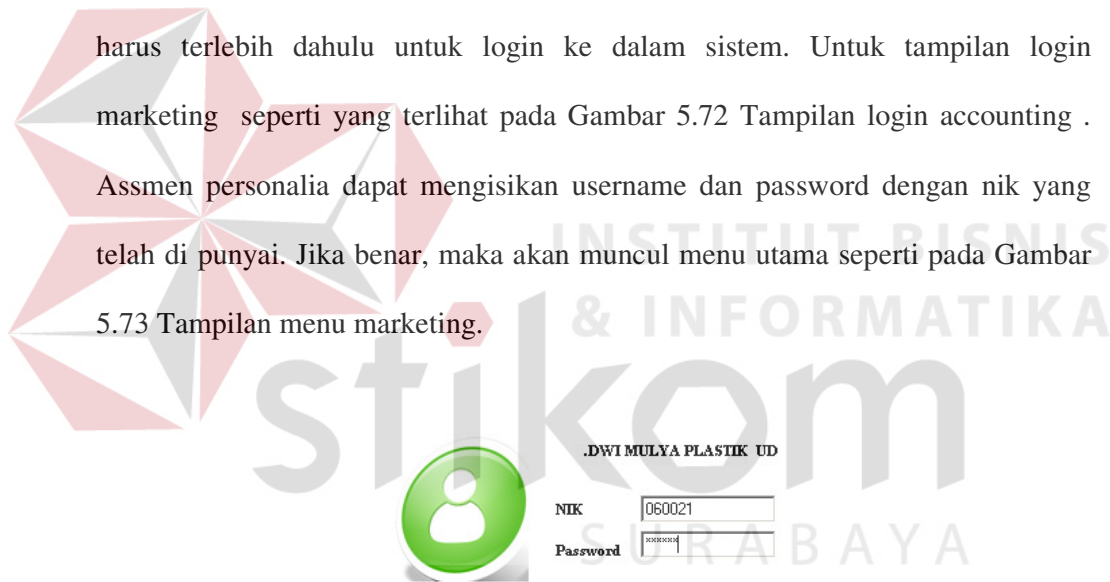 harus terlebih dahulu untuk login ke dalam sistem. Untuk tampilan login
marketing seperti yang terlihat pada Gambar 5.72 Tampilan login accounting .
Assmen personalia dapat mengisikan username dan password dengan nik yang
telah di punyai. Jika benar, maka akan muncul menu utama seperti pada Gambar
5.73 Tampilan menu marketing.
INSTITUT BISNIS
& INFORMATIKA
stikom
SURABAYA
.DWI MULYA PLASTIK UD
NIK 060021
Password xxxxxx